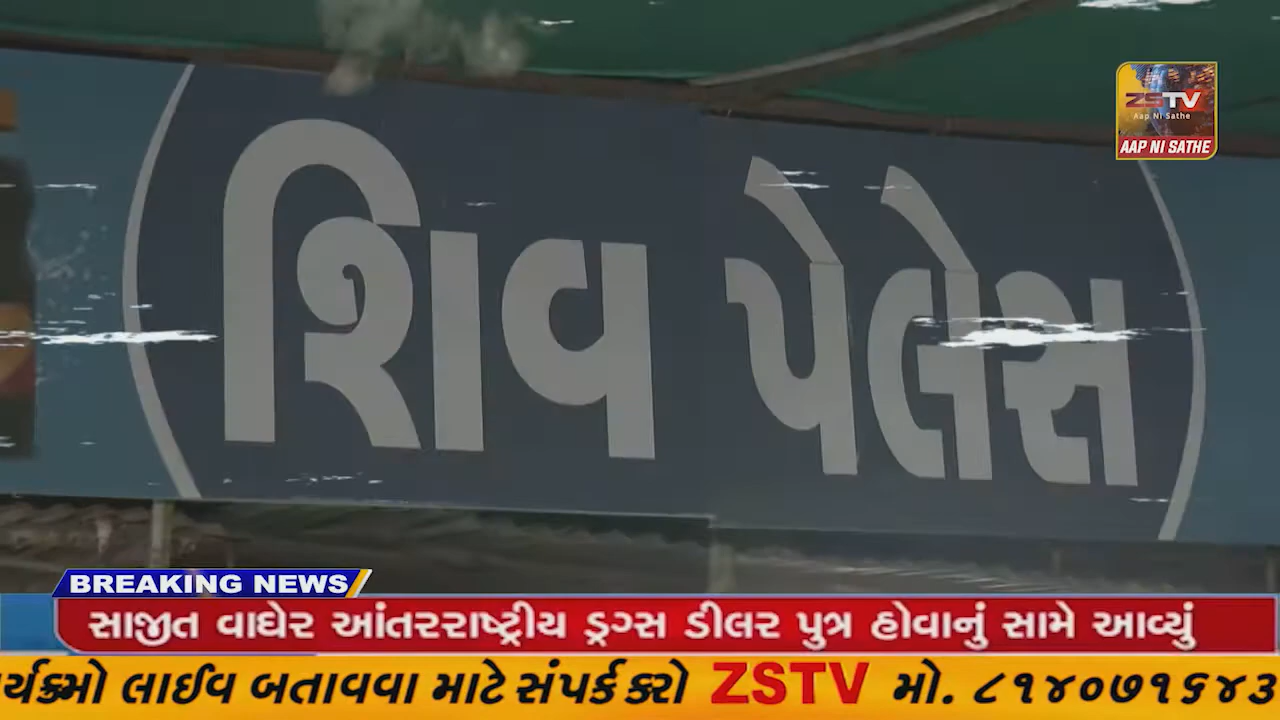 ZSTV
Aap Ni Sathe
AAP NI SATHE
શિવ પેલેસ
BREAKING NEWS
સાજીત વાઘેર આંતરરાષ્ટ્રીય ડ્રગ્સ ડીલર પુત્ર હોવાનું સામે આવ્યું
ર્યક્રમો લાઈવ બતાવવા માટે સંપર્ક કરો ZSTV મો. ૮૧૪૦૭૧૬૪૩